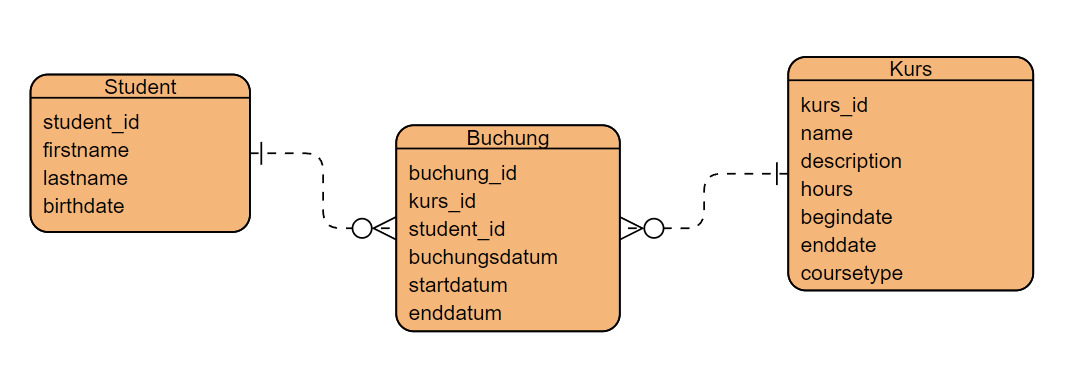 Student
student_id
firstname
lastname
birthdate
Buchung
buchung_id
kurs_id
student_id
buchungsdatum
startdatum
enddatum
Kurs
kurs_id
name
description
hours
begindate
enddate
coursetype